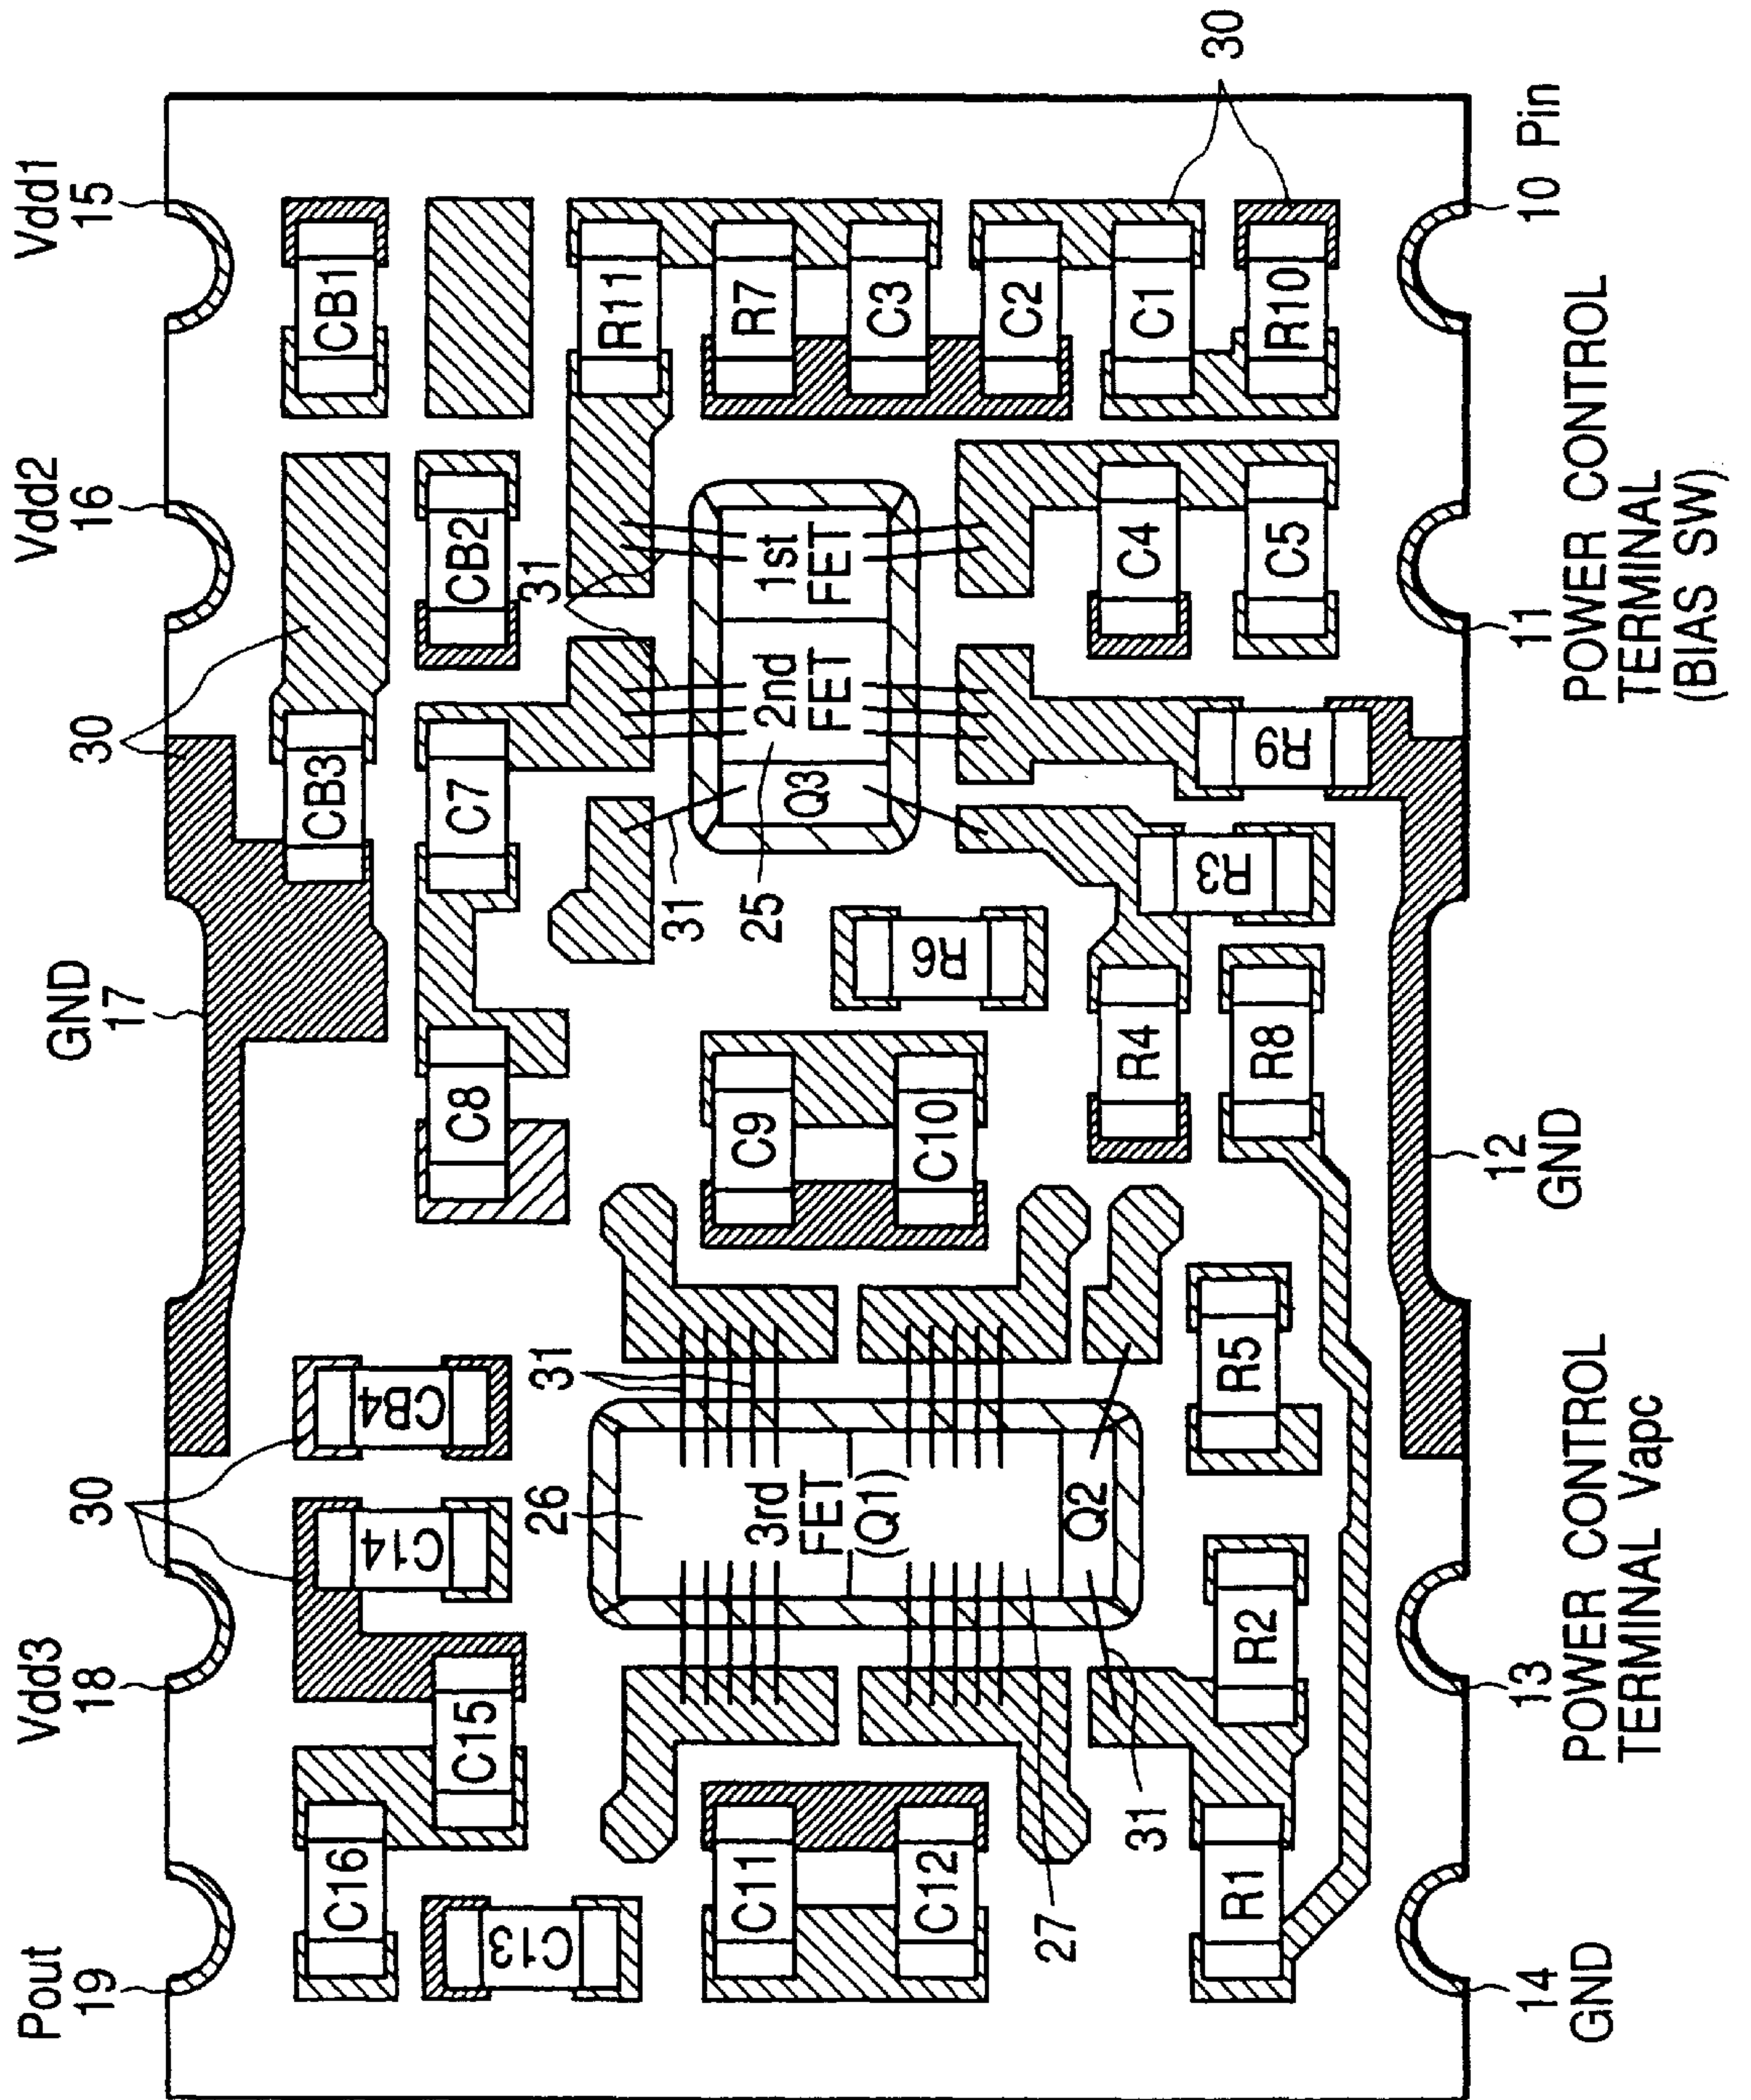 Pout
19
Vdd3
18
GND
17
Vdd2
16
Vdd1
15
30
30
C16
C14
CB4
CB3
CB1
C13
C15
C8
C7
CB2
26
31
31
R11
31
C11
3rd
FET
(Q1)
C9
25
Q3
2nd
FET
1st
FET
R7
C12
C10
R6
C3
C2
27
31
Q2
R4
C4
C1
R1
R2
R5
R8
R3
R9
C5
R10
30
14
GND
13
POWER CONTROL
TERMINAL Vapc
12
GND
11
POWER CONTROL
TERMINAL
(BIAS SW)
10 Pin